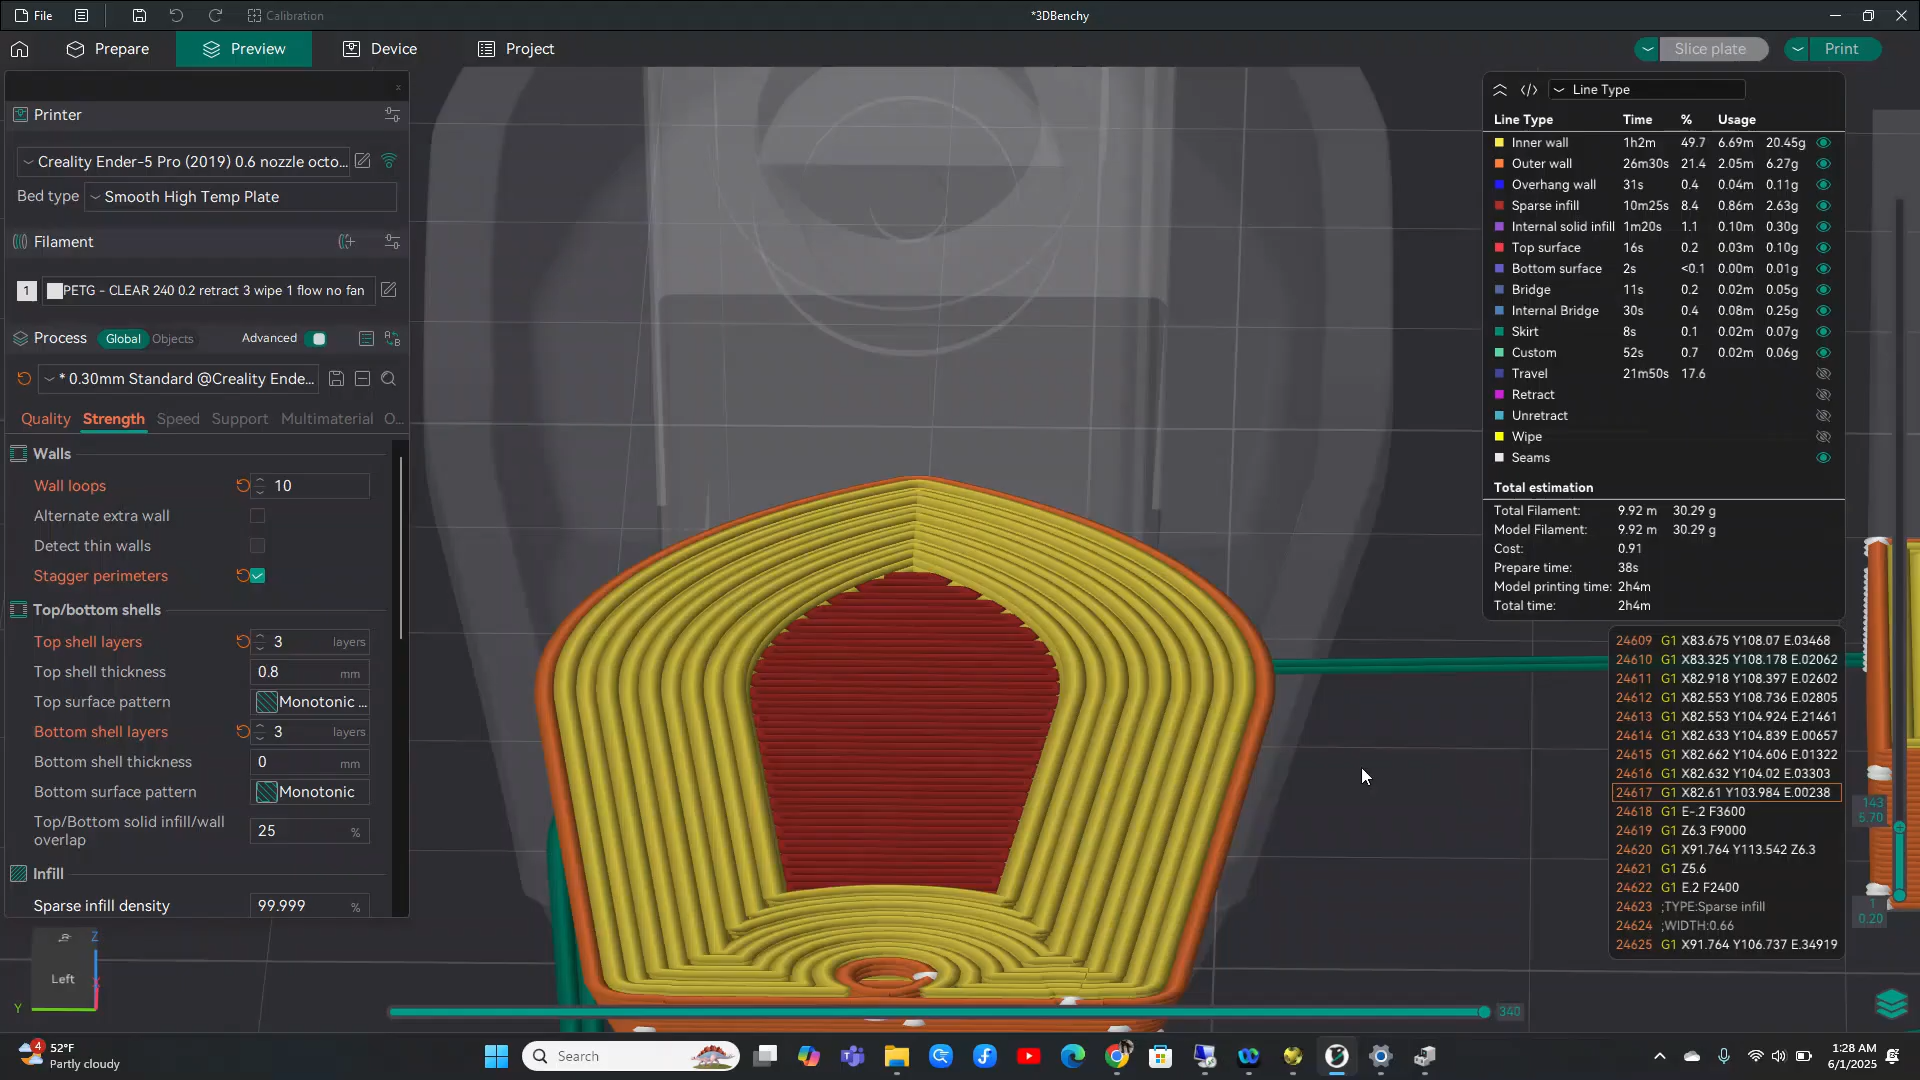 File
Calibration
*3DBenchy
Prepare
Preview
Device
Project
Slice plate
Print
Printer
Creality Ender-5 Pro (2019) 0.6 nozzle octo...
Bed type
Smooth High Temp Plate
Filament
1
PETG - CLEAR 240 0.2 retract 3 wipe 1 flow no fan
Process Global Objects Advanced
* 0.30mm Standard @Creality Ende...
Quality Strength Speed Support Multimaterial O...
Walls
Wall loops 10
Alternate extra wall
Detect thin walls
Stagger perimeters
Top/bottom shells
Top shell layers 3 layers
Top shell thickness 0.8 mm
Top surface pattern Monotonic ...
Bottom shell layers 3 layers
Bottom shell thickness 0 mm
Bottom surface pattern Monotonic
Top/Bottom solid infill/wall
overlap 25 %
Infill
Sparse infill density 99.999 %
Z
Left
Y
</> Line Type
Line Type Time % Usage
Inner wall 1h2m 49.7 6.69m 20.45g
Outer wall 26m30s 21.4 2.05m 6.27g
Overhang wall 31s 0.4 0.04m 0.11g
Sparse infill 10m25s 8.4 0.86m 2.63g
Internal solid infill 1m20s 1.1 0.10m 0.30g
Top surface 16s 0.2 0.03m 0.10g
Bottom surface 2s <0.1 0.00m 0.01g
Bridge 11s 0.2 0.02m 0.05g
Internal Bridge 30s 0.4 0.08m 0.25g
Skirt 8s 0.1 0.02m 0.07g
Custom 52s 0.7 0.02m 0.06g
Travel 21m50s 17.6
Retract
Unretract
Wipe
Seams
Total estimation
Total Filament: 9.92 m 30.29 g
Model Filament: 9.92 m 30.29 g
Cost: 0.91
Prepare time: 38s
Model printing time: 2h4m
Total time: 2h4m
24609 G1 X83.675 Y108.07 E.03468
24610 G1 X83.325 Y108.178 E.02062
24611 G1 X82.918 Y108.397 E.02602
24612 G1 X82.553 Y108.736 E.02805
24613 G1 X82.553 Y104.924 E.21461
24614 G1 X82.633 Y104.839 E.00657
24615 G1 X82.662 Y104.606 E.01322
24616 G1 X82.632 Y104.02 E.03303
24617 G1 X82.61 Y103.984 E.00238
24618 G1 E-.2 F3600
24619 G1 Z6.3 F9000
24620 G1 X91.764 Y113.542 Z6.3
24621 G1 Z5.6
24622 G1 E.2 F2400
24623 ;TYPE:Sparse infill
24624 ;WIDTH:0.66
24625 G1 X91.764 Y106.737 E.34919
143
5.70
1
0.20
340
4
52°F
Partly cloudy
Search
1:28 AM
6/1/2025